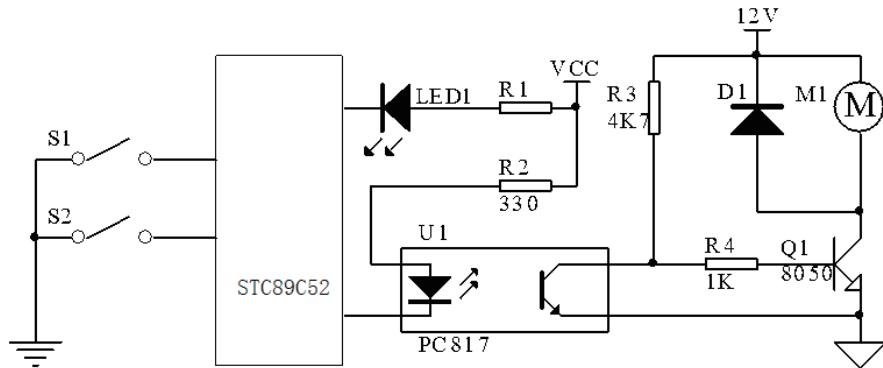 12V
VCC
LED1
R1
R3
4K7
D1
M1
M
S1
R2
330
S2
U1
STC89C52
R4
1K
Q1
8050
PC817